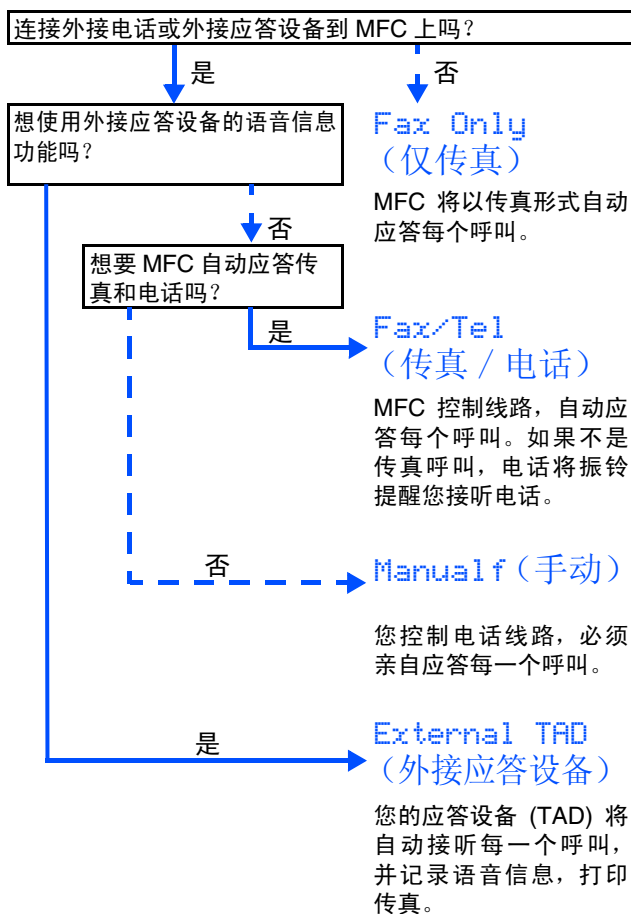 连接外接电话或外接应答设备到 MFC 上吗？
是
否
想使用外接应答设备的语音信息
功能吗？
Fax Only
（仅传真）
MFC 将以传真形式自动
应答每个呼叫。
否
想要 MFC 自动应答传
真和电话吗？
是
Fax/Tel
（传真 / 电话）
MFC 控制线路，自动应
答每个呼叫。如果不是
传真呼叫，电话将振铃
提醒您接听电话。
否
Manualf（手动）
您控制电话线路，必须
亲自应答每一个呼叫。
是
External TAD
（外接应答设备）
您的应答设备 (TAD) 将
自动接听每一个呼叫，
并记录语音信息，打印
传真。